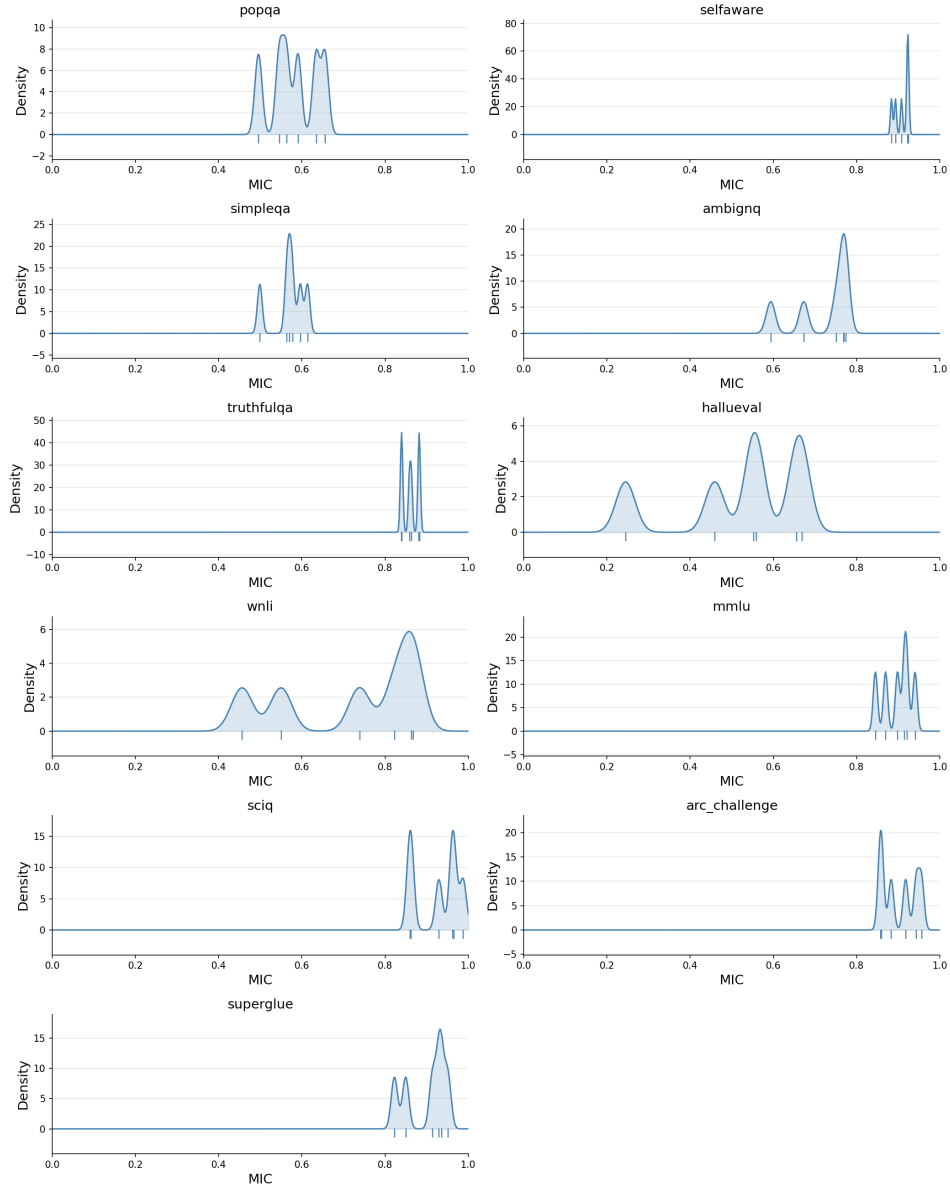 popqa
Density
10
8
6
4
2
0
−2
0.0 0.2 0.4 0.6 0.8 1.0
MIC
selfaware
Density
80
60
40
20
0
0.0 0.2 0.4 0.6 0.8 1.0
MIC
simpleqa
Density
25
20
15
10
5
0
−5
0.0 0.2 0.4 0.6 0.8 1.0
MIC
ambignq
Density
20
15
10
5
0
0.0 0.2 0.4 0.6 0.8 1.0
MIC
truthfulqa
Density
50
40
30
20
10
0
−10
0.0 0.2 0.4 0.6 0.8 1.0
MIC
hallueval
Density
6
4
2
0
0.0 0.2 0.4 0.6 0.8 1.0
MIC
wnli
Density
6
4
2
0
0.0 0.2 0.4 0.6 0.8 1.0
MIC
mmlu
Density
20
15
10
5
0
−5
0.0 0.2 0.4 0.6 0.8 1.0
MIC
sciq
Density
15
10
5
0
0.0 0.2 0.4 0.6 0.8 1.0
MIC
arc_challenge
Density
20
15
10
5
0
−5
0.0 0.2 0.4 0.6 0.8 1.0
MIC
superglue
Density
15
10
5
0
0.0 0.2 0.4 0.6 0.8 1.0
MIC